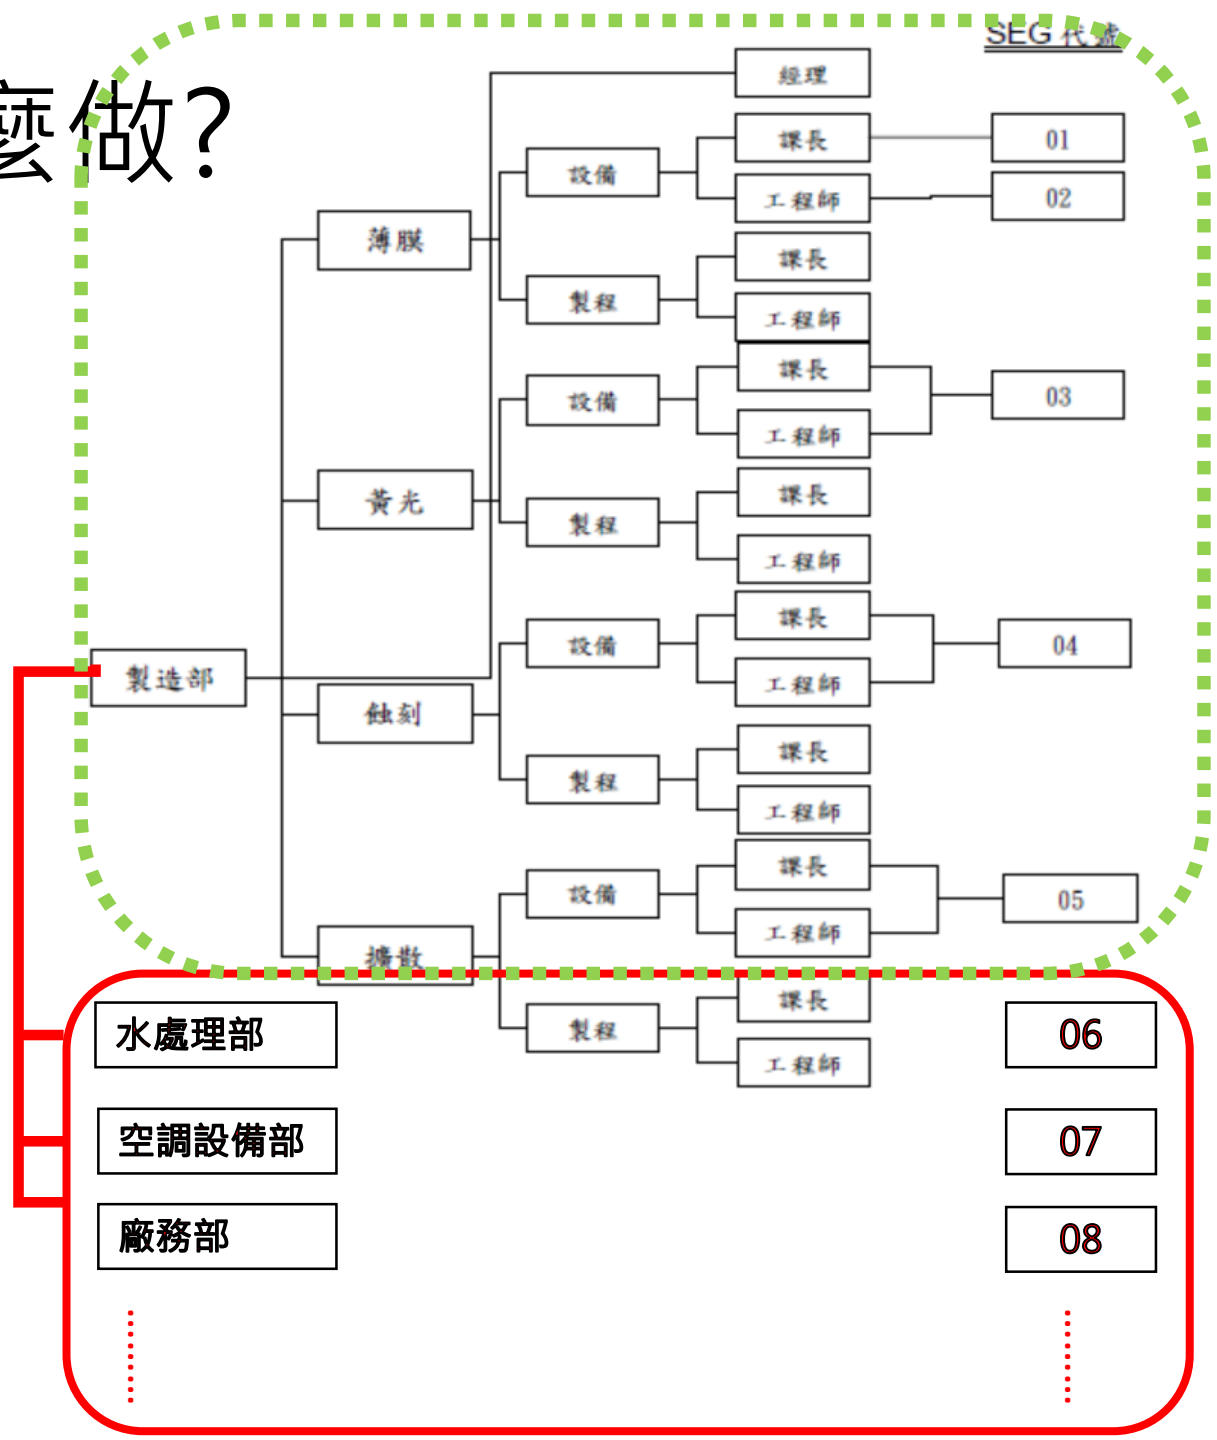 SEG 代號
麼做?
經理
課長
01
設備
工程師
02
薄膜
課長
製程
工程師
課長
設備
03
工程師
黃光
課長
製程
工程師
課長
設備
04
工程師
製造部
蝕刻
課長
製程
工程師
課長
設備
05
工程師
擴散
課長
製程
工程師
水處理部
06
空調設備部
07
廠務部
08